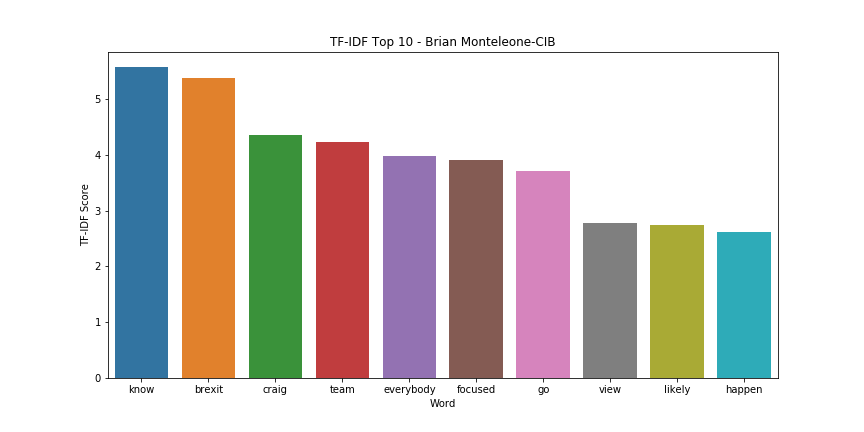 TF-IDF Top 10 - Brian Monteleone-CIB
TF-IDF Score
5
4
3
2
1
0
know brexit craig team everybody focused go view likely happen
Word